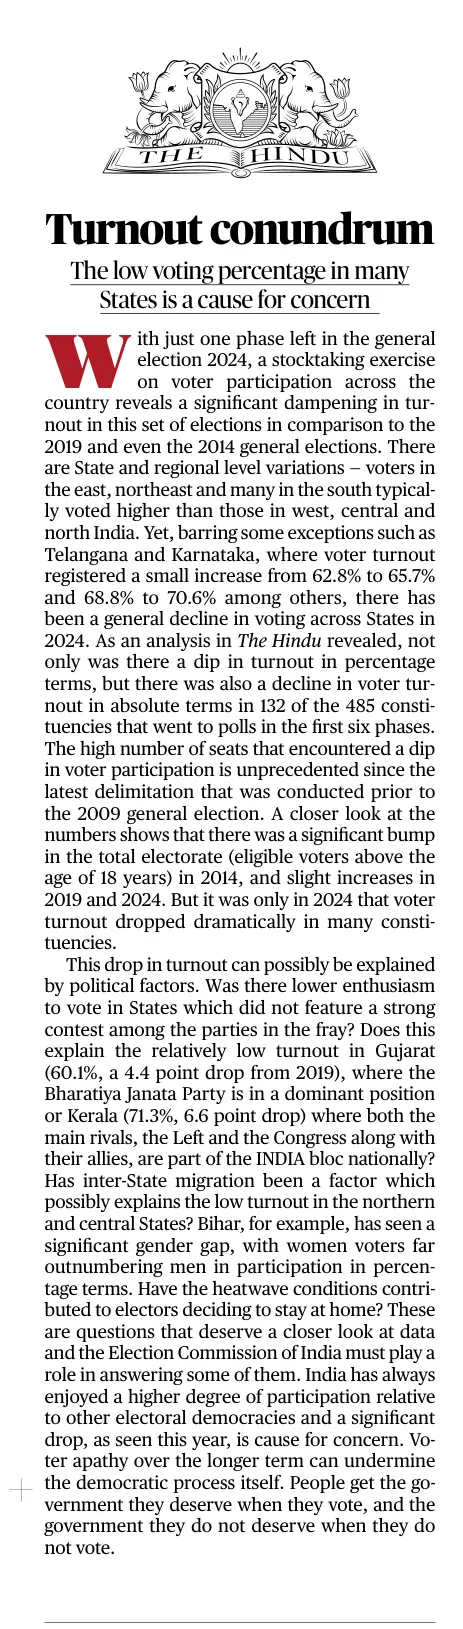 THE HINDU
Turnout conundrum
The low voting percentage in many
States is a cause for concern
With just one phase left in the general
election 2024, a stocktaking exercise
on voter participation across the
country reveals a significant dampening in tur-
nout in this set of elections in comparison to the
2019 and even the 2014 general elections. There
are State and regional level variations — voters in
the east, northeast and many in the south typical-
ly voted higher than those in west, central and
north India. Yet, barring some exceptions such as
Telangana and Karnataka, where voter turnout
registered a small increase from 62.8% to 65.7%
and 68.8% to 70.6% among others, there has
been a general decline in voting across States in
2024. As an analysis in The Hindu revealed, not
only was there a dip in turnout in percentage
terms, but there was also a decline in voter tur-
nout in absolute terms in 132 of the 485 consti-
tuencies that went to polls in the first six phases.
The high number of seats that encountered a dip
in voter participation is unprecedented since the
latest delimitation that was conducted prior to
the 2009 general election. A closer look at the
numbers shows that there was a significant bump
in the total electorate (eligible voters above the
age of 18 years) in 2014, and slight increases in
2019 and 2024. But it was only in 2024 that voter
turnout dropped dramatically in many consti-
tuencies.
This drop in turnout can possibly be explained
by political factors. Was there lower enthusiasm
to vote in States which did not feature a strong
contest among the parties in the fray? Does this
explain the relatively low turnout in Gujarat
(60.1%, a 4.4 point drop from 2019), where the
Bharatiya Janata Party is in a dominant position
or Kerala (71.3%, 6.6 point drop) where both the
main rivals, the Left and the Congress along with
their allies, are part of the INDIA bloc nationally?
Has inter-State migration been a factor which
possibly explains the low turnout in the northern
and central States? Bihar, for example, has seen a
significant gender gap, with women voters far
outnumbering men in participation in percen-
tage terms. Have the heatwave conditions contri-
buted to electors deciding to stay at home? These
are questions that deserve a closer look at data
and the Election Commission of India must play a
role in answering some of them. India has always
enjoyed a higher degree of participation relative
to other electoral democracies and a significant
drop, as seen this year, is cause for concern. Vo-
ter apathy over the longer term can undermine
the democratic process itself. People get the go-
vernment they deserve when they vote, and the
government they do not deserve when they do
not vote.